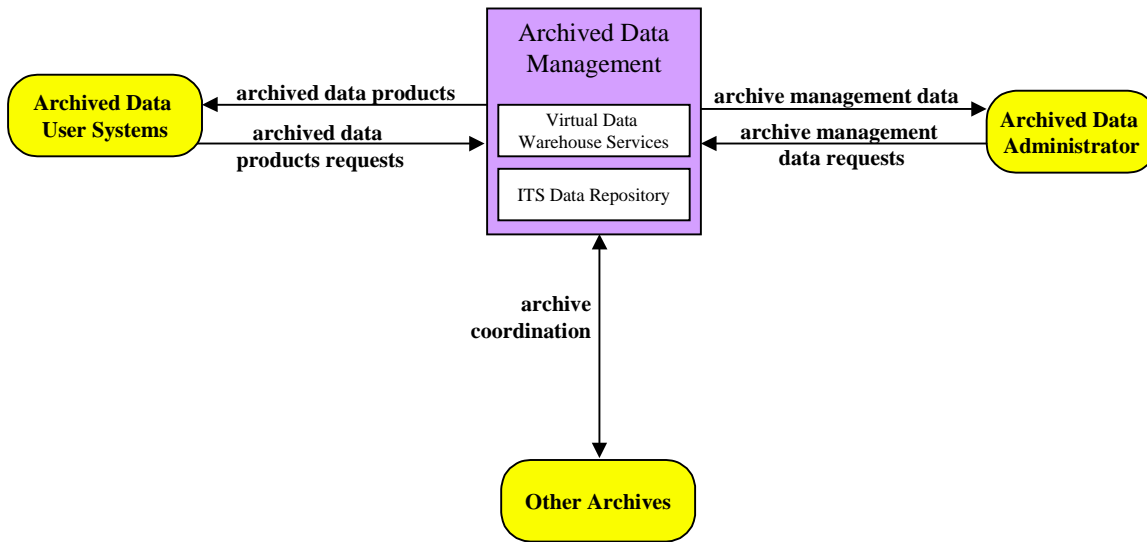 Archived Data
Management
Archived Data
User Systems
archived data products
archived data
products requests
Virtual Data
Warehouse Services
ITS Data Repository
archive management data
archive management
data requests
Archived Data
Administrator
archive
coordination
Other Archives